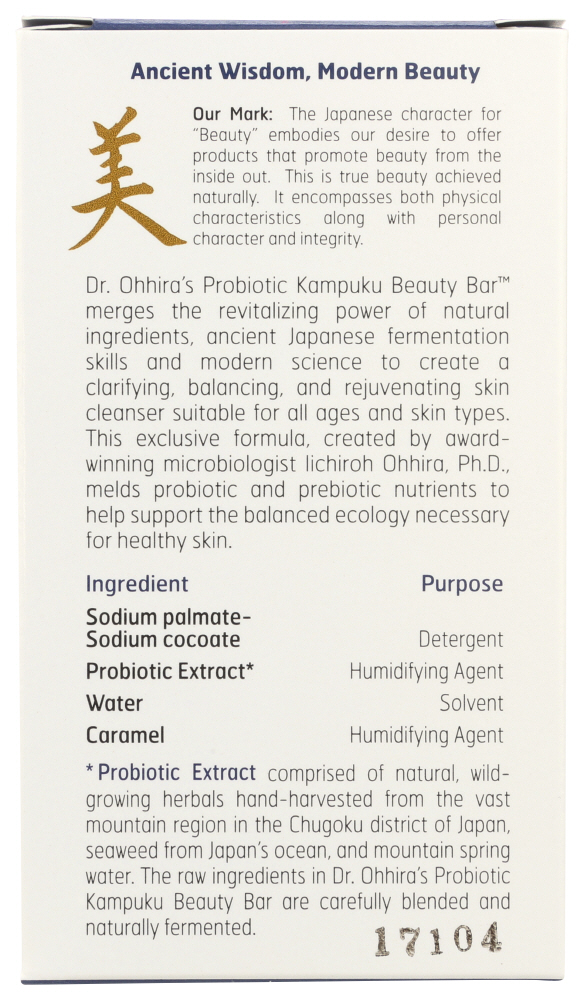 Ancient Wisdom, Modern Beauty
美
Our Mark: The Japanese character for
"Beauty" embodies our desire to offer
products that promote beauty from the
inside out. This is true beauty achieved
naturally. It encompasses both physical
characteristics along with personal
character and integrity.
Dr. Ohhira's Probiotic Kampuku Beauty Bar™
merges the revitalizing power of natural
ingredients, ancient Japanese fermentation
skills and modern science to create a
clarifying, balancing, and rejuvenating skin
cleanser suitable for all ages and skin types.
This exclusive formula, created by award-
winning microbiologist Iichiroh Ohhira, Ph.D.,
melds probiotic and prebiotic nutrients to
help support the balanced ecology necessary
for healthy skin.
Ingredient Purpose
Sodium palmate-
Sodium cocoate Detergent
Probiotic Extract* Humidifying Agent
Water Solvent
Caramel Humidifying Agent
* Probiotic Extract comprised of natural, wild-
growing herbals hand-harvested from the vast
mountain region in the Chugoku district of Japan,
seaweed from Japan's ocean, and mountain spring
water. The raw ingredients in Dr. Ohhira's Probiotic
Kampuku Beauty Bar are carefully blended and
naturally fermented.
17104